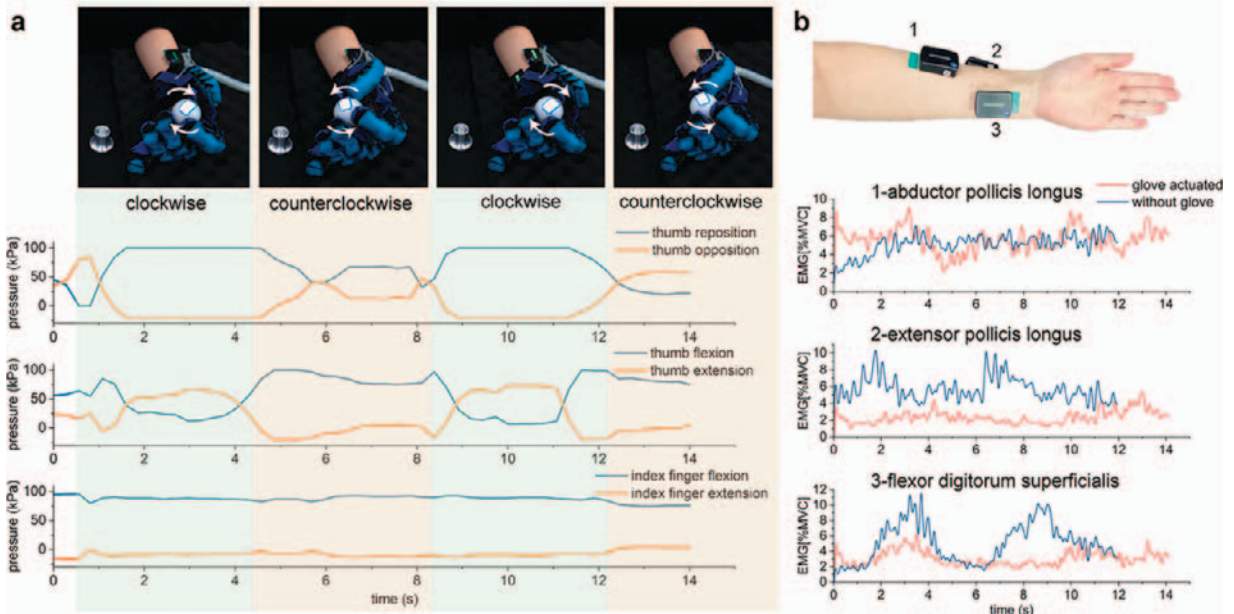 a
clockwise
counterclockwise
clockwise
counterclockwise
pressure (kPa)
100
50
0
thumb reposition
thumb opposition
0 2 4 6 8 10 12 14
pressure (kPa)
100
50
0
thumb flexion
thumb extension
0 2 4 6 8 10 12 14
pressure (kPa)
100
50
0
index finger flexion
index finger extension
0 2 4 6 8 10 12 14
time (s)
b
1
2
3
1-abductor pollicis longus
glove actuated
without glove
EMG[%MVC]
10
8
6
4
2
0
0 2 4 6 8 10 12 14
2-extensor pollicis longus
EMG[%MVC]
10
8
6
4
2
0
0 2 4 6 8 10 12 14
3-flexor digitorum superficialis
EMG[%MVC]
12
10
8
6
4
2
0
0 2 4 6 8 10 12 14
time (s)